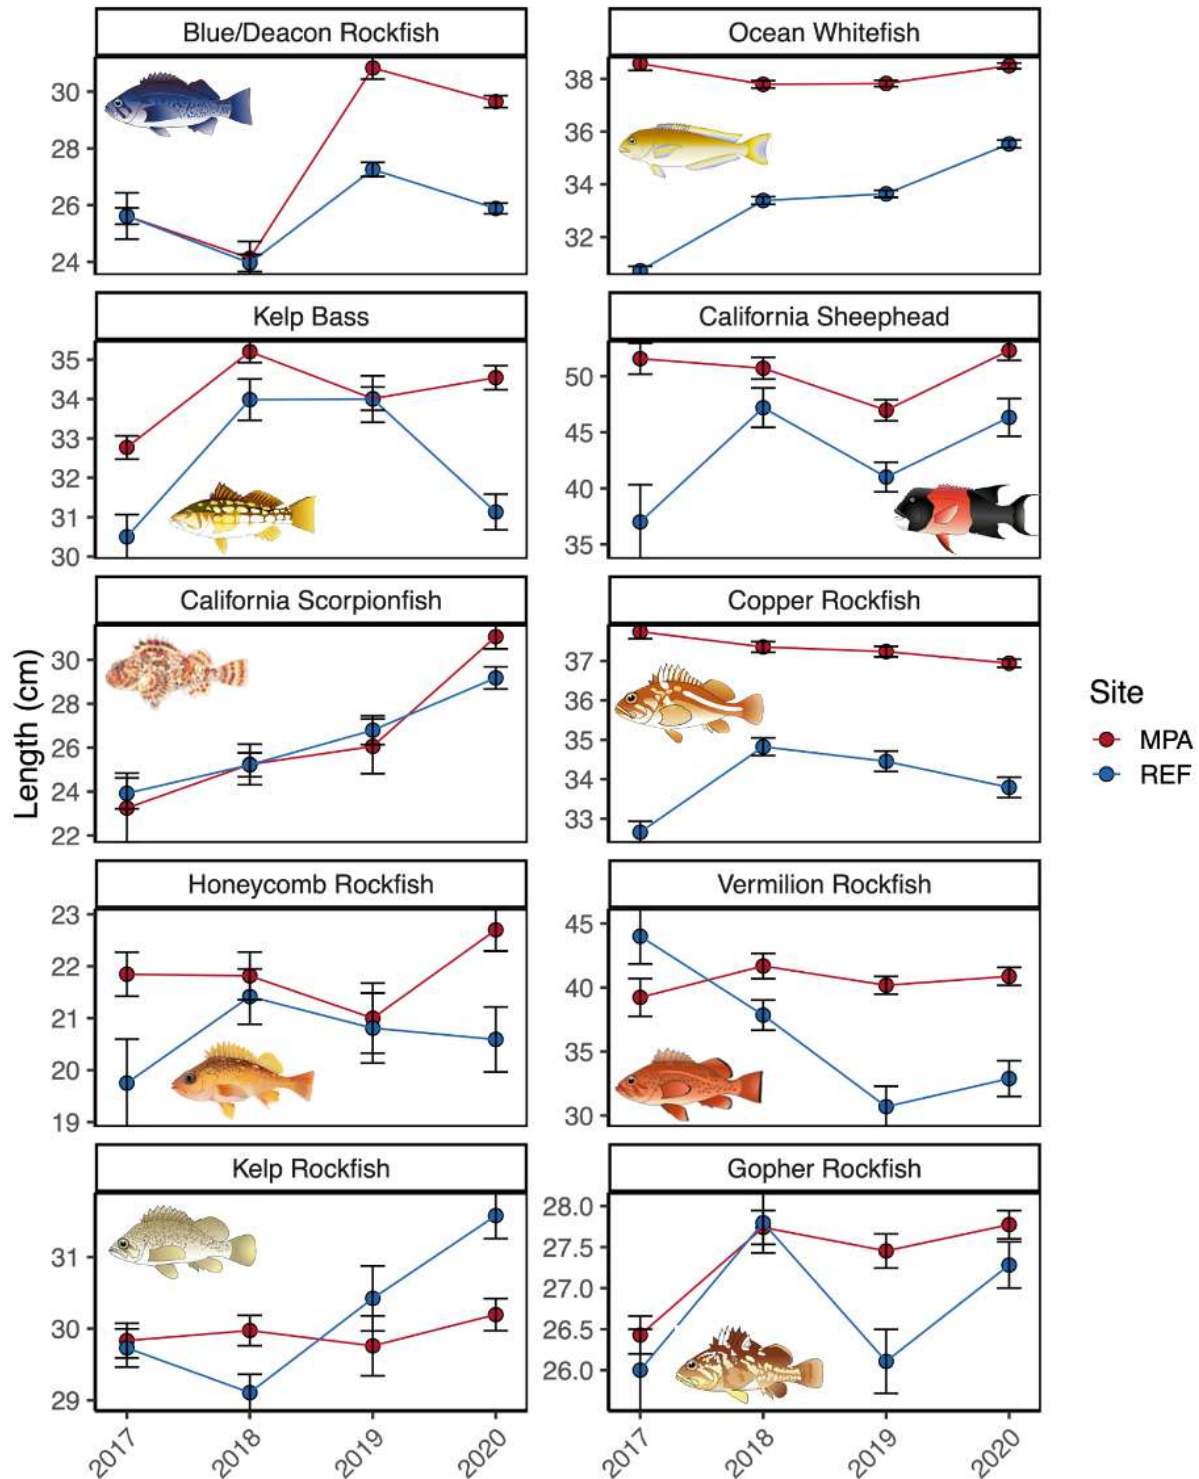 Blue/Deacon Rockfish
30
28
26
24
Ocean Whitefish
38
36
34
32
Kelp Bass
35
34
33
32
31
30
California Sheephead
50
45
40
35
California Scorpionfish
30
28
26
24
22
Copper Rockfish
37
36
35
34
33
Length (cm)
Site
MPA
REF
Honeycomb Rockfish
23
22
21
20
19
Vermilion Rockfish
45
40
35
30
Kelp Rockfish
31
30
29
Gopher Rockfish
28.0
27.5
27.0
26.5
26.0
2017 2018 2019 2020
2017 2018 2019 2020